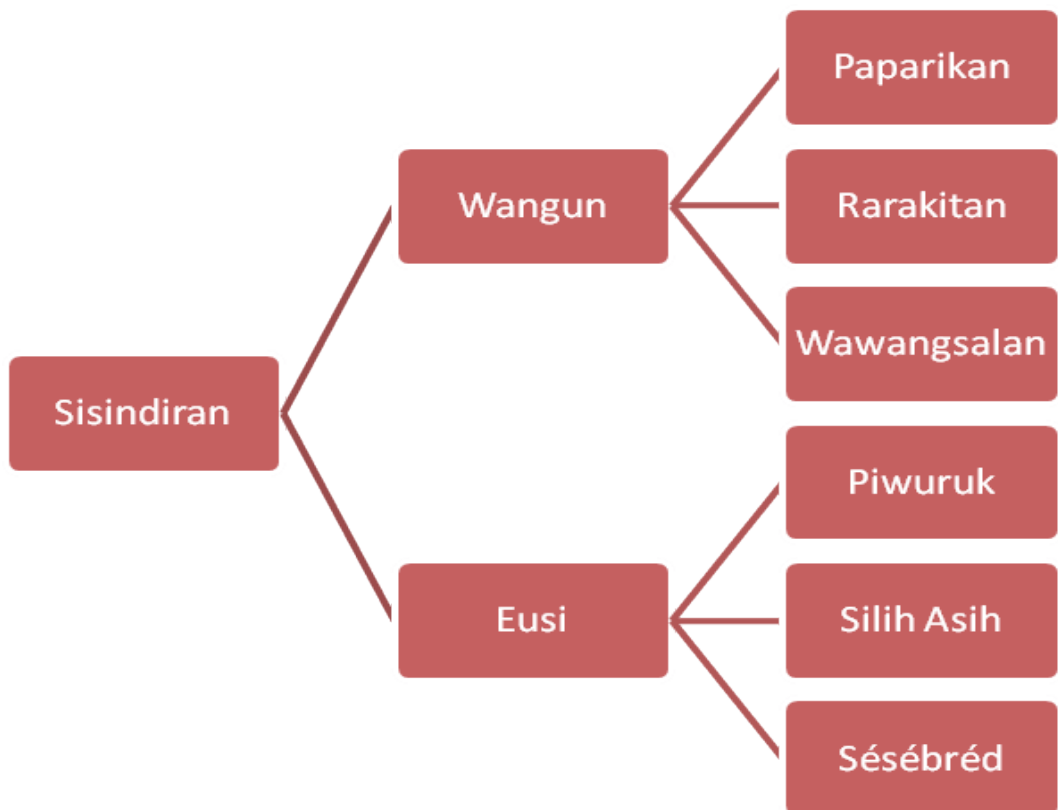 Sisindiran
Wangun
Paparikan
Rarakitan
Wawangsalan
Eusi
Piwuruk
Silih Asih
Sésébréd